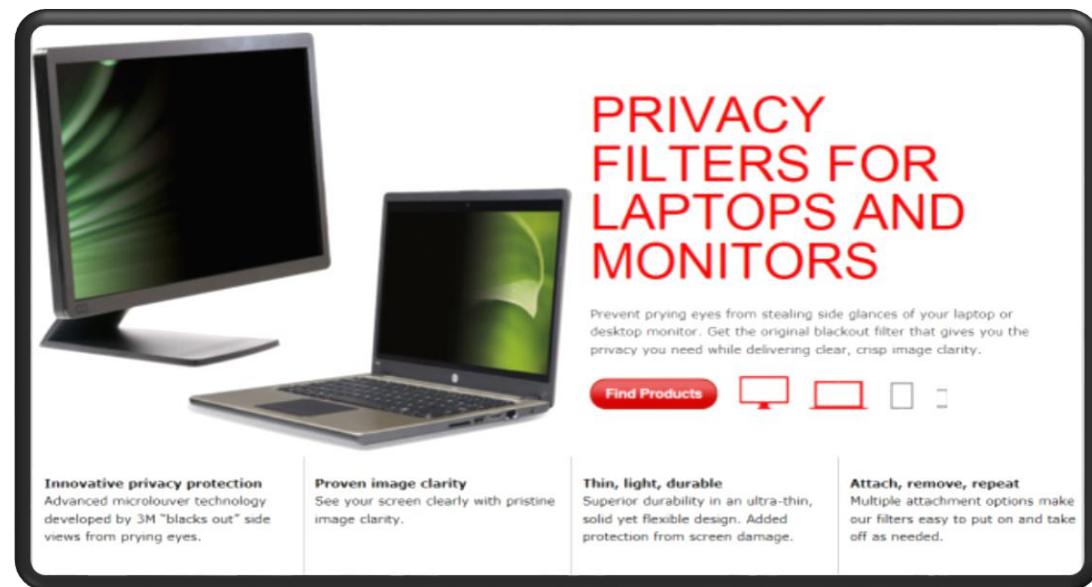 PRIVACY
FILTERS FOR
LAPTOPS AND
MONITORS
Prevent prying eyes from stealing side glances of your laptop or
desktop monitor. Get the original blackout filter that gives you the
privacy you need while delivering clear, crisp image clarity.
Find Products
Innovative privacy protection
Advanced microlouver technology
developed by 3M "blacks out" side
views from prying eyes.
Proven image clarity
See your screen clearly with pristine
image clarity.
Thin, light, durable
Superior durability in an ultra-thin,
solid yet flexible design. Added
protection from screen damage.
Attach, remove, repeat
Multiple attachment options make
our filters easy to put on and take
off as needed.